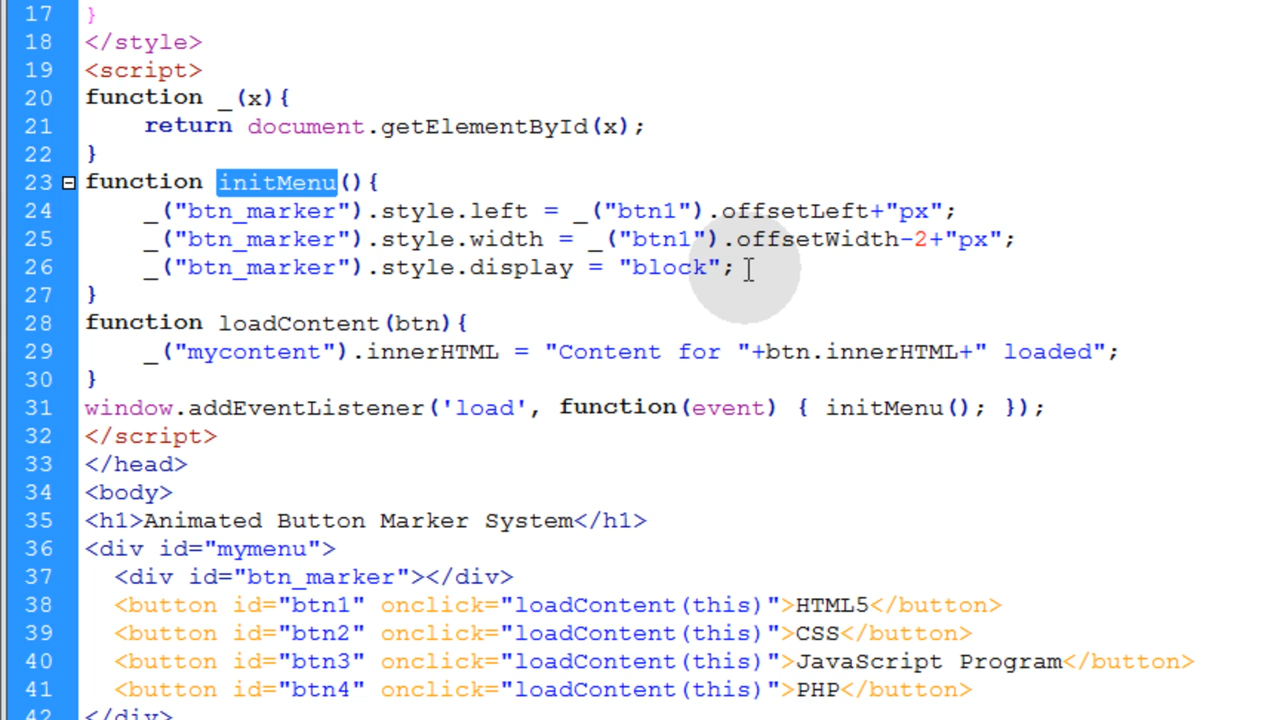 17 }
18 </style>
19 <script>
20 function _(x){
21     return document.getElementById(x);
22 }
23 function initMenu(){
24     _("btn_marker").style.left = _("btn1").offsetLeft+"px";
25     _("btn_marker").style.width = _("btn1").offsetWidth-2+"px";
26     _("btn_marker").style.display = "block";
27 }
28 function loadContent(btn){
29     _("mycontent").innerHTML = "Content for "+btn.innerHTML+" loaded";
30 }
31 window.addEventListener('load', function(event) { initMenu(); });
32 </script>
33 </head>
34 <body>
35 <h1>Animated Button Marker System</h1>
36 <div id="mymenu">
37   <div id="btn_marker"></div>
38   <button id="btn1" onclick="loadContent(this)">HTML5</button>
39   <button id="btn2" onclick="loadContent(this)">CSS</button>
40   <button id="btn3" onclick="loadContent(this)">JavaScript Program</button>
41   <button id="btn4" onclick="loadContent(this)">PHP</button>
42 </div>